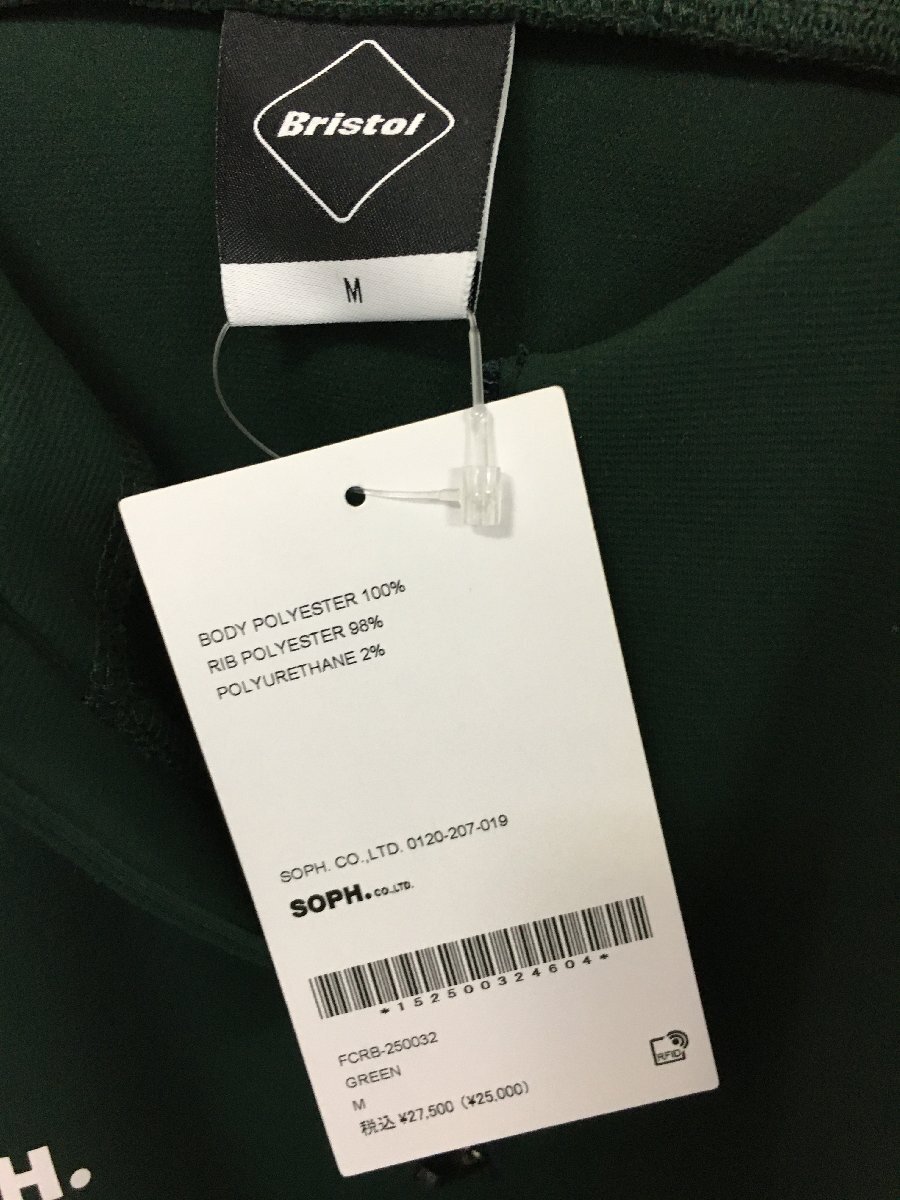 Bristol
M
BODY POLYESTER 100%
RIB POLYESTER 98%
POLYURETHANE 2%
SOPH. CO.,LTD. 0120-207-019
SOPH. CO.,LTD.
*152500324604*
FCRB-250032
GREEN
M
税込 ¥27,500 (¥25,000)
RFID
H.